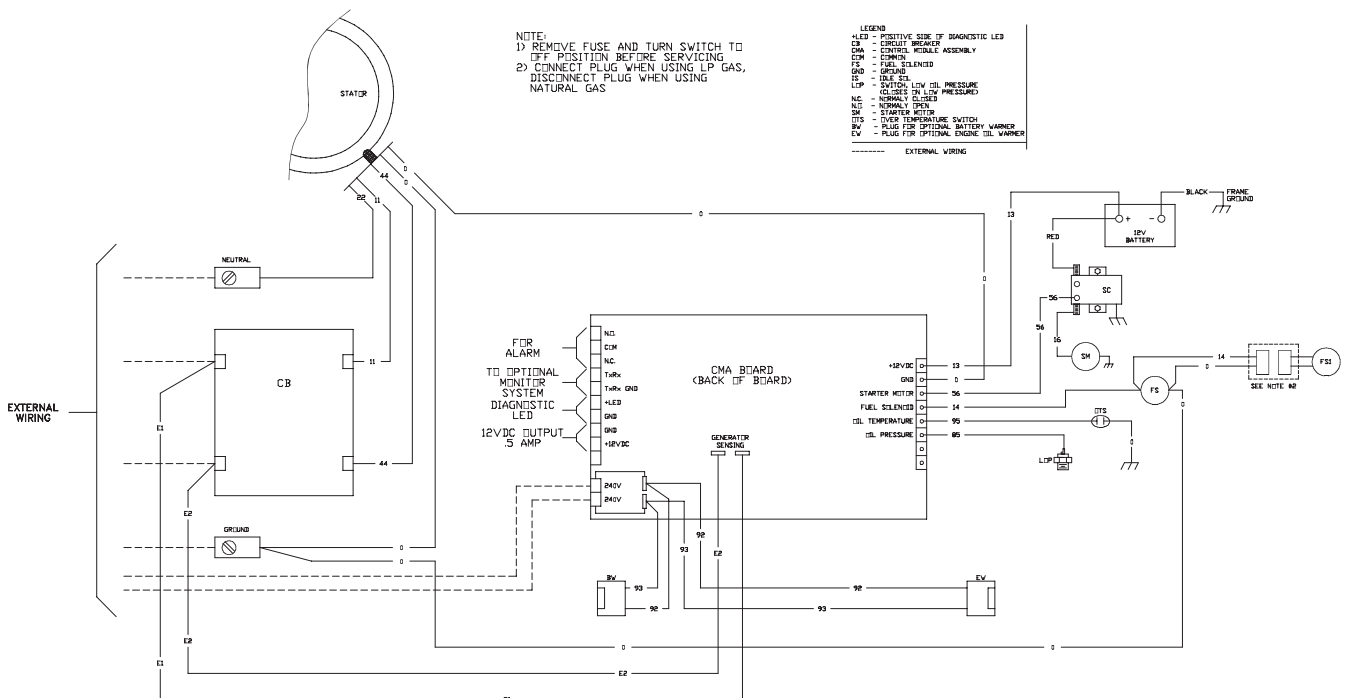 NOTE:
1) REMOVE FUSE AND TURN SWITCH TO
OFF POSITION BEFORE SERVICING
2) CONNECT PLUG WHEN USING LP GAS,
DISCONNECT PLUG WHEN USING
NATURAL GAS
LEGEND
+LED - POSITIVE SIDE OF DIAGNOSTIC LED
CB - CIRCUIT BREAKER
CMA - CONTROL MODULE ASSEMBLY
COM - COMMON
FS - FUEL SOLENOID
GND - GROUND
IS - IDLE SOL
LOP - SWITCH, LOW OIL PRESSURE
(CLOSES ON LOW PRESSURE)
N.C. - NORMALY CLOSED
N.O. - NORMALY OPEN
SM - STARTER MOTOR
OTS - OVER TEMPERATURE SWITCH
BW - PLUG FOR OPTIONAL BATTERY WARMER
EW - PLUG FOR OPTIONAL ENGINE OIL WARMER
-------- EXTERNAL WIRING
STATOR
0
44
0
22
11
0
13
BLACK
FRAME
GROUND
+ -
12V
BATTERY
RED
NEUTRAL
0
SC
56
56
16
SM
11
CB
EXTERNAL
WIRING
E1
44
E2
GROUND
0
0
FOR
ALARM
TO OPTIONAL
MONITOR
SYSTEM
DIAGNOSTIC
LED
12VDC OUTPUT
.5 AMP
N.O.
COM
N.C.
TxRx
TxRx GND
+LED
GND
GND
+12VDC
240V
240V
CMA BOARD
(BACK OF BOARD)
GENERATOR
SENSING
+12VDC 13
GND 0
STARTER MOTOR 56
FUEL SOLENOID 14
OIL TEMPERATURE 95
OIL PRESSURE 85
14
0
FS
FS1
SEE NOTE #2
OTS
0
LOP
0
92
93
E2
BW
93
92
92
93
EW
E2
E1
0
0
E2